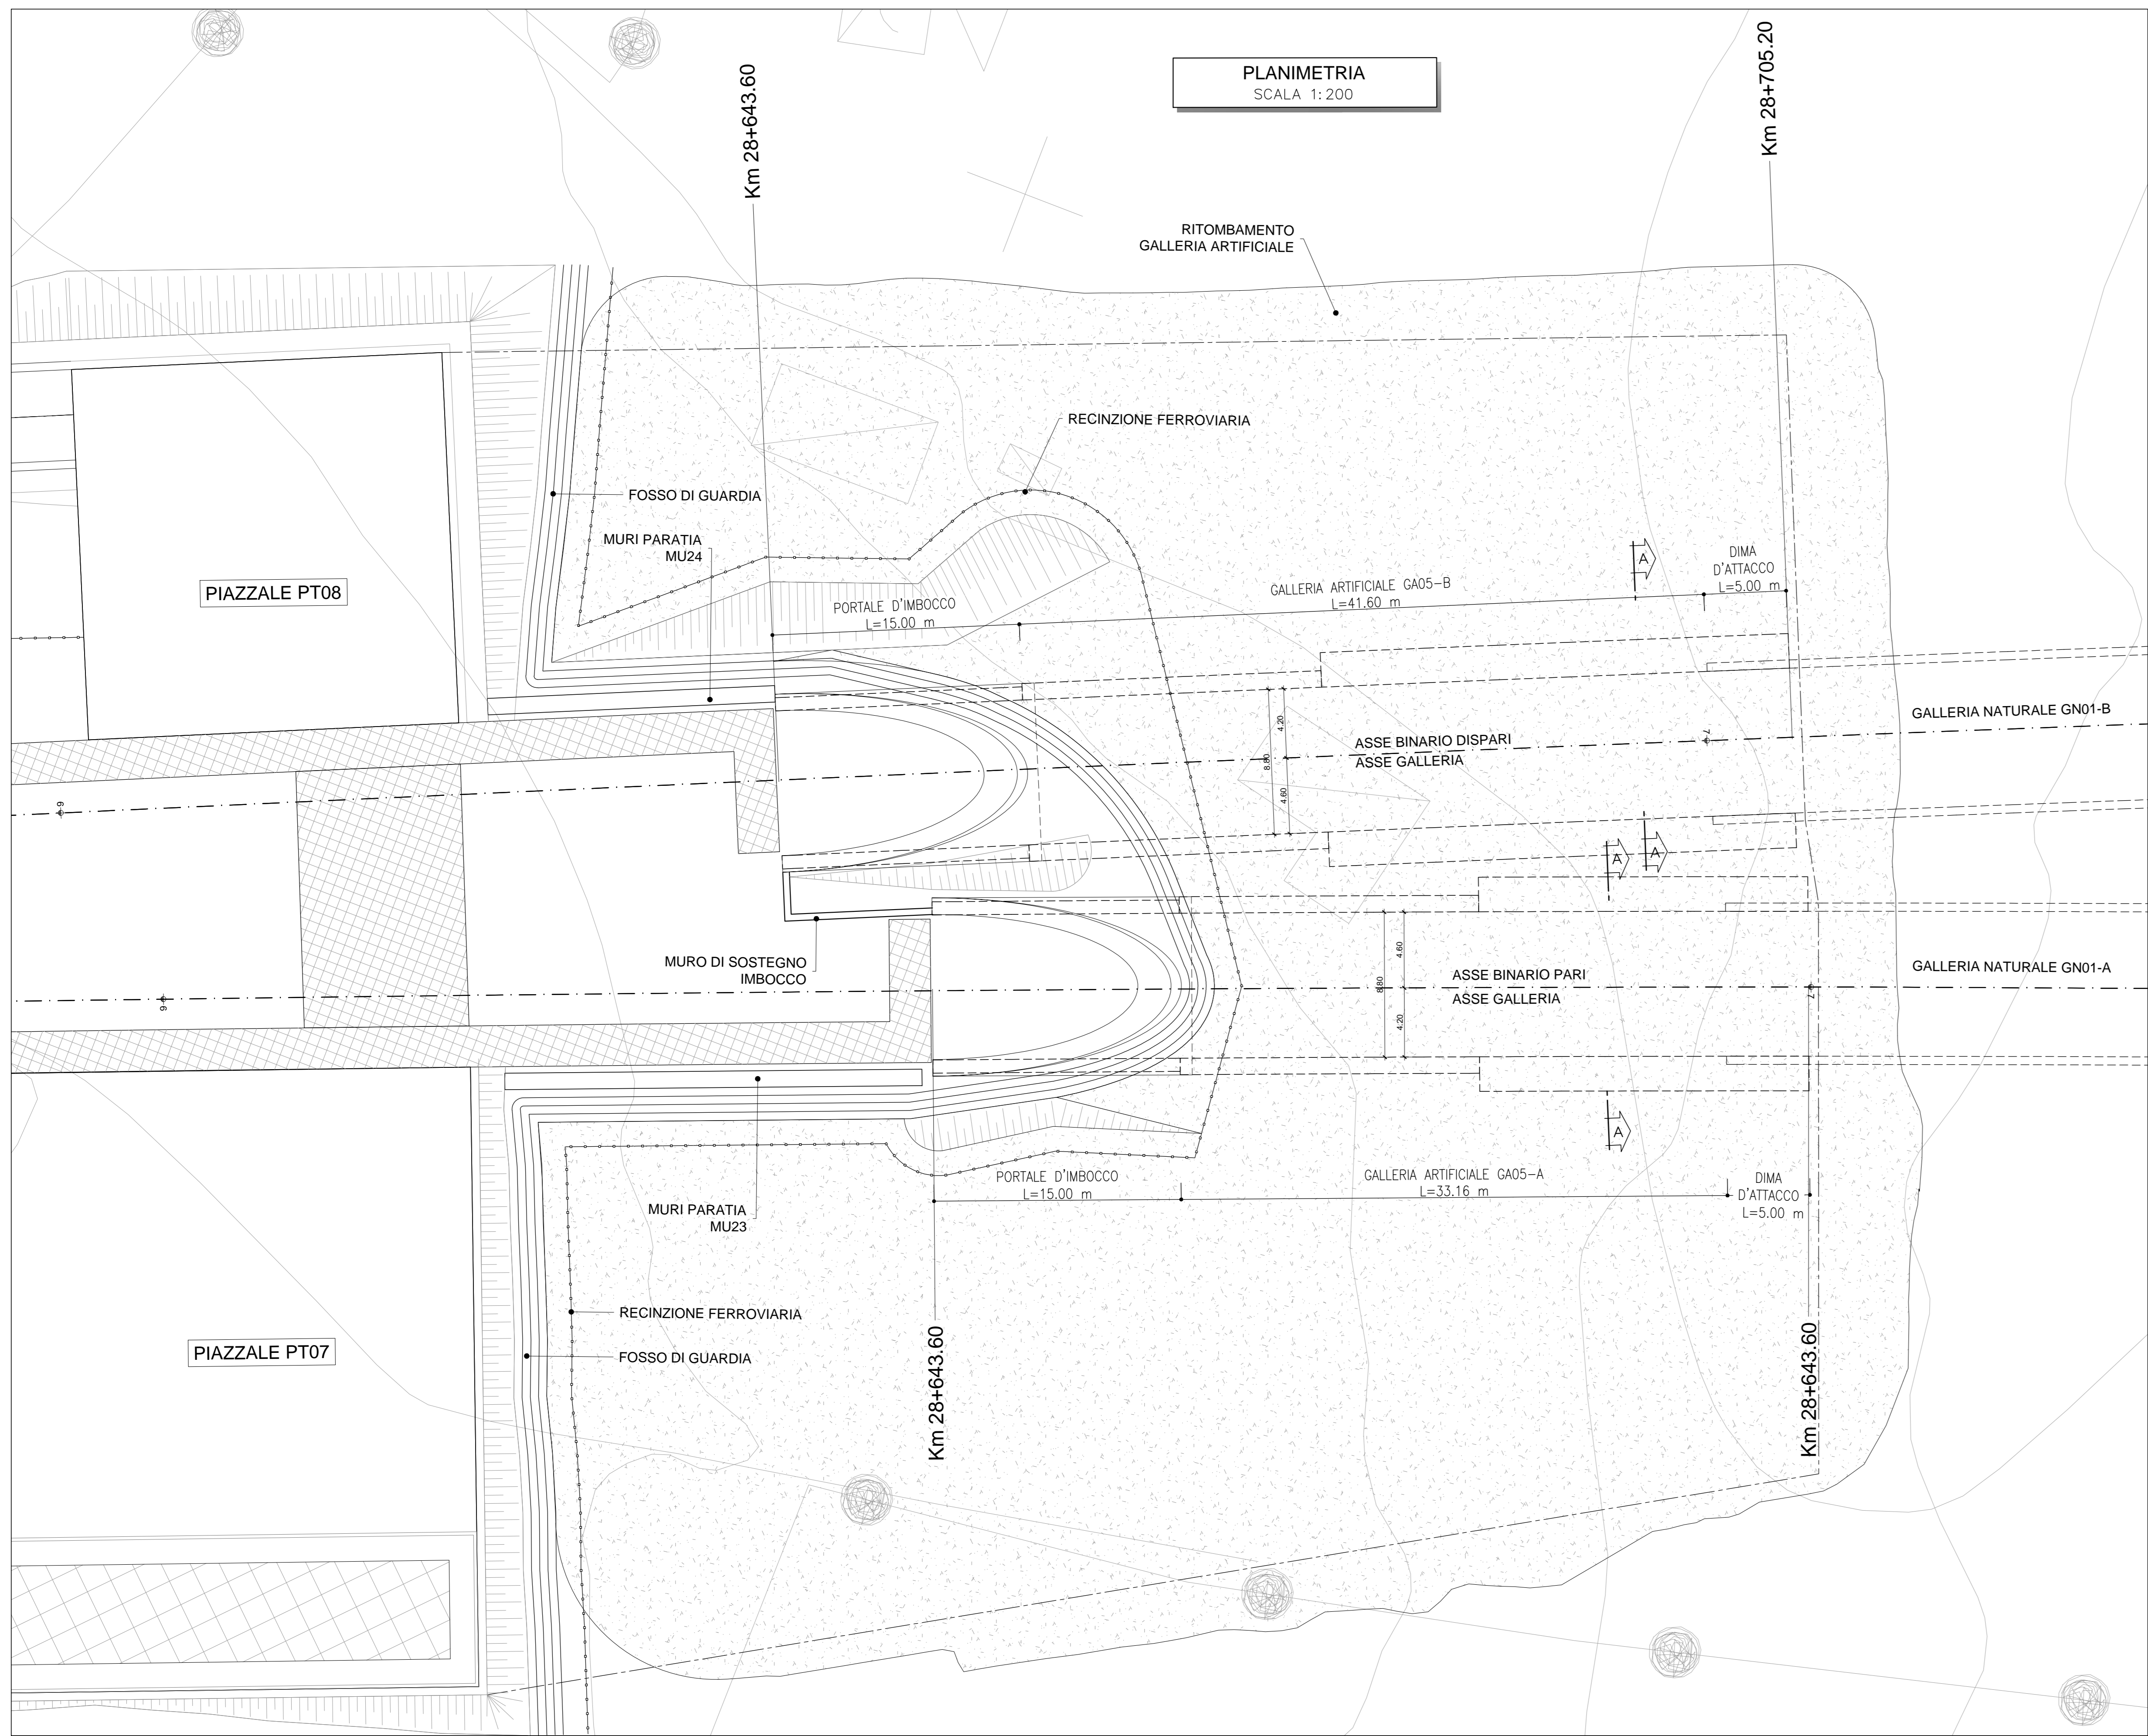 PLANIMETRIA
SCALA 1:200
Km 28+643.60
Km 28+705.20
RITOMBAMENTO
GALLERIA ARTIFICIALE
RECINZIONE FERROVIARIA
FOSSO DI GUARDIA
MURI PARATIA
MU24
PIAZZALE PT08
PORTALE D'IMBOCCO
L=15.00 m
GALLERIA ARTIFICIALE GA05-B
L=41.60 m
A
DIMA
D'ATTACCO
L=5.00 m
GALLERIA NATURALE GN01-B
ASSE BINARIO DISPARI
ASSE GALLERIA
4.20
8.80
4.60
7
9
A
A
MURO DI SOSTEGNO
IMBOCCO
4.60
8.80
4.20
ASSE BINARIO PARI
ASSE GALLERIA
GALLERIA NATURALE GN01-A
7
9
A
PORTALE D'IMBOCCO
L=15.00 m
GALLERIA ARTIFICIALE GA05-A
L=33.16 m
DIMA
D'ATTACCO
L=5.00 m
MURI PARATIA
MU23
RECINZIONE FERROVIARIA
FOSSO DI GUARDIA
PIAZZALE PT07
Km 28+643.60
Km 28+643.60